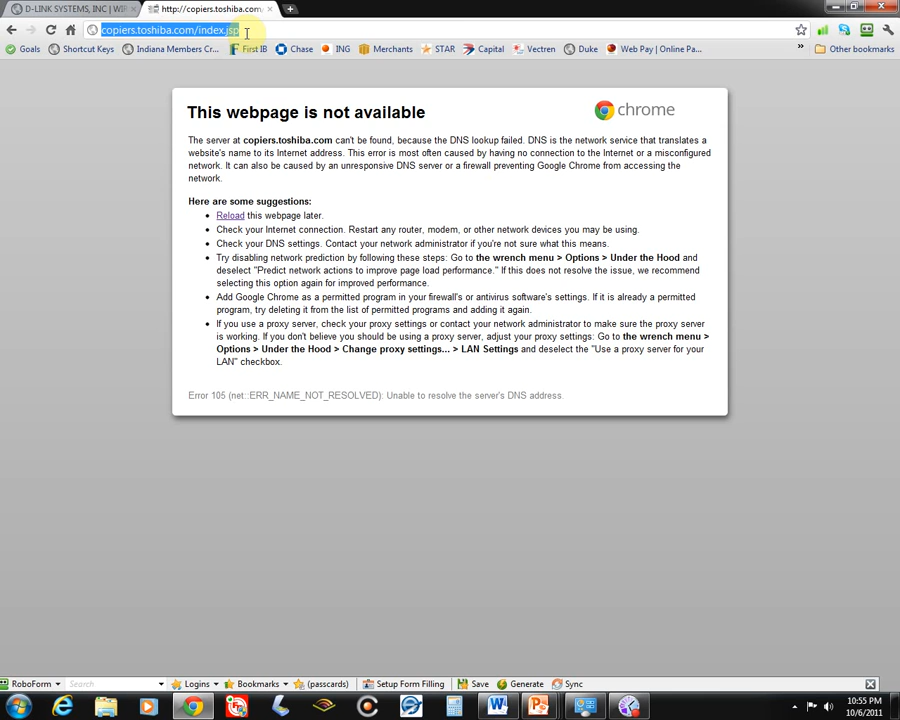 D-LINK SYSTEMS, INC | WIF
http://copiers.toshiba.com/
copiers.toshiba.com/index.jsp
Goals Shortcut Keys Indiana Members Cr... First IB Chase ING Merchants STAR Capital Vectren Duke Web Pay | Online Pa... » Other bookmarks
This webpage is not available
chrome
The server at copiers.toshiba.com can't be found, because the DNS lookup failed. DNS is the network service that translates a
website's name to its Internet address. This error is most often caused by having no connection to the Internet or a misconfigured
network. It can also be caused by an unresponsive DNS server or a firewall preventing Google Chrome from accessing the
network.
Here are some suggestions:
• Reload this webpage later.
• Check your Internet connection. Restart any router, modem, or other network devices you may be using.
• Check your DNS settings. Contact your network administrator if you're not sure what this means.
• Try disabling network prediction by following these steps: Go to the wrench menu > Options > Under the Hood and
deselect "Predict network actions to improve page load performance." If this does not resolve the issue, we recommend
selecting this option again for improved performance.
• Add Google Chrome as a permitted program in your firewall's or antivirus software's settings. If it is already a permitted
program, try deleting it from the list of permitted programs and adding it again.
• If you use a proxy server, check your proxy settings or contact your network administrator to make sure the proxy server
is working. If you don't believe you should be using a proxy server, adjust your proxy settings: Go to the wrench menu >
Options > Under the Hood > Change proxy settings... > LAN Settings and deselect the "Use a proxy server for your
LAN" checkbox.
Error 105 (net::ERR_NAME_NOT_RESOLVED): Unable to resolve the server's DNS address.
RoboForm Search Logins Bookmarks (passcards) Setup Form Filling Save Generate Sync
10:55 PM
10/6/2011